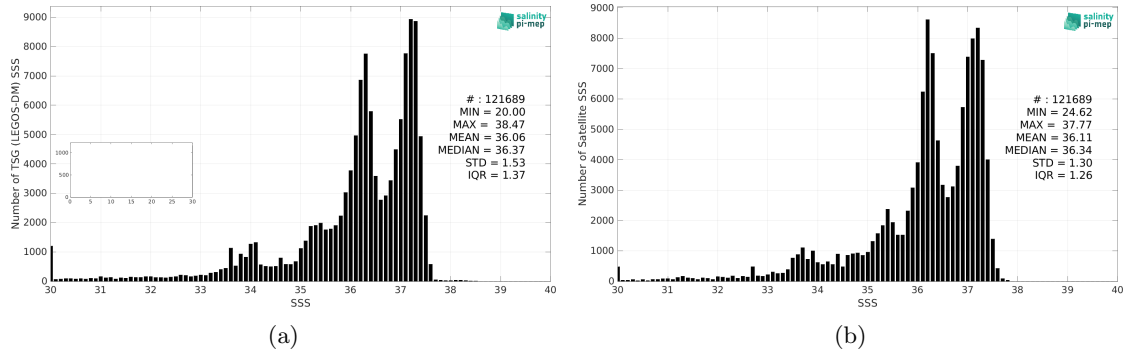 9000
8000
7000
6000
5000
4000
3000
2000
1000
0
Number of TSG (LEGOS-DM) SSS
salinity
pi-mep
# : 121689
MIN = 20.00
MAX = 38.47
MEAN = 36.06
MEDIAN = 36.37
STD = 1.53
IQR = 1.37
1000
500
0
0 5 10 15 20 25 30
30 31 32 33 34 35 36 37 38 39 40
SSS
(a)
9000
8000
7000
6000
5000
4000
3000
2000
1000
0
Number of Satellite SSS
salinity
pi-mep
# : 121689
MIN = 24.62
MAX = 37.77
MEAN = 36.11
MEDIAN = 36.34
STD = 1.30
IQR = 1.26
30 31 32 33 34 35 36 37 38 39 40
SSS
(b)